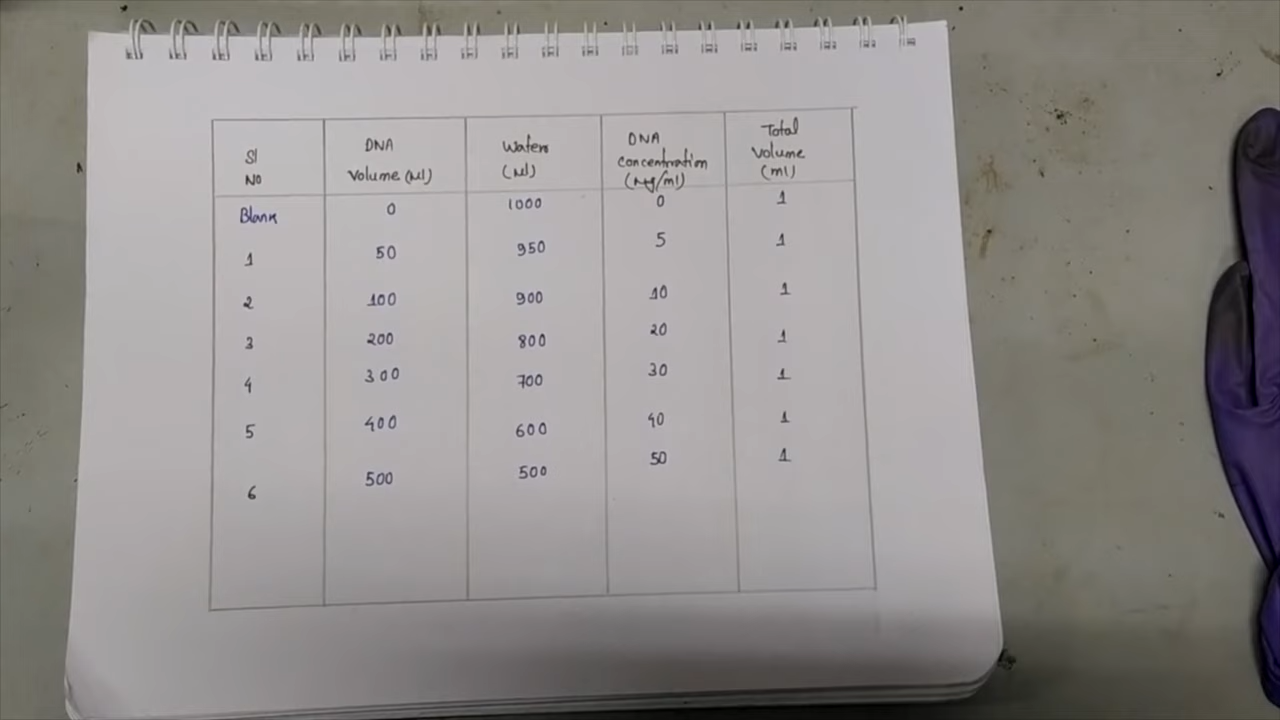 Sl No
DNA Volume (μl)
Water (μl)
DNA Concentration (μg/ml)
Total Volume (ml)
Blank 0 1000 0 1
1 50 950 5 1
2 100 900 10 1
3 200 800 20 1
4 300 700 30 1
5 400 600 40 1
6 500 500 50 1